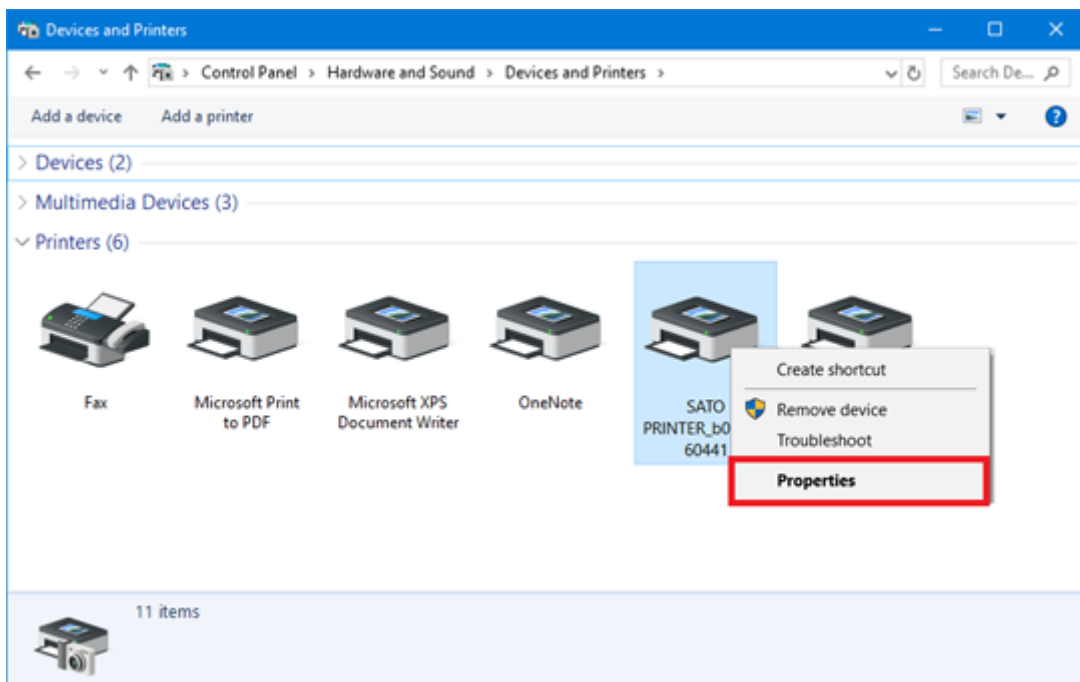 Devices and Printers
Control Panel > Hardware and Sound > Devices and Printers >
Search De...
Add a device Add a printer
Devices (2)
Multimedia Devices (3)
Printers (6)
Fax
Microsoft Print
to PDF
Microsoft XPS
Document Writer
OneNote
SATO
PRINTER_b0
60441
Create shortcut
Remove device
Troubleshoot
Properties
11 items